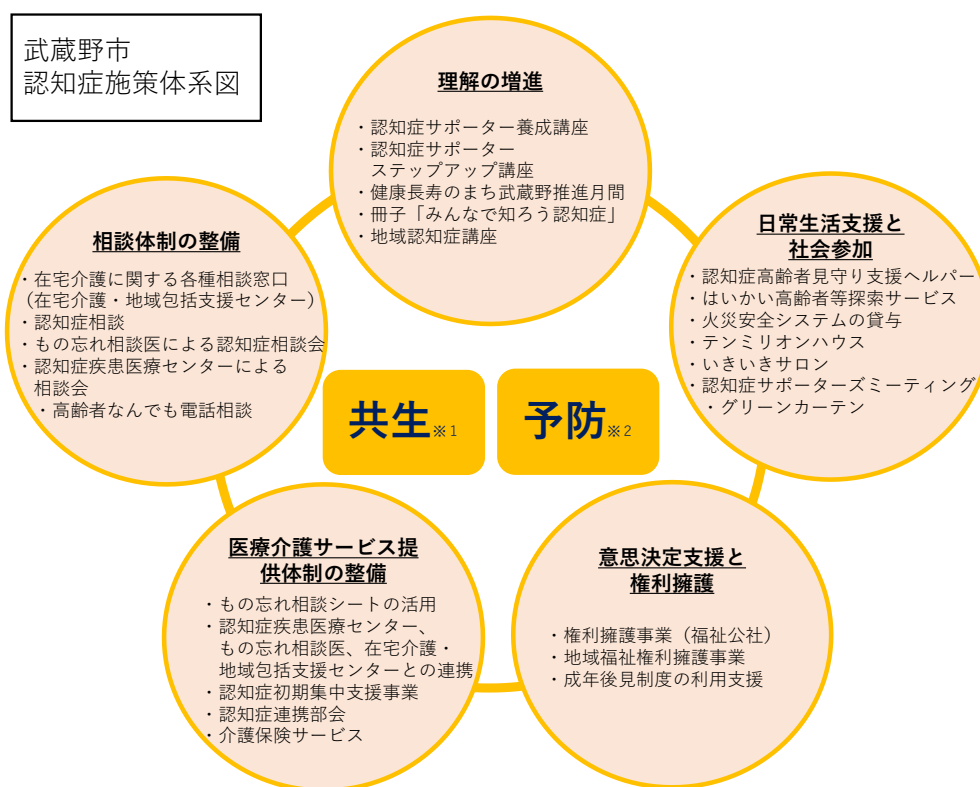 武蔵野市
認知症施策体系図
理解の増進
・認知症サポーター養成講座
・認知症サポーター
ステップアップ講座
・健康長寿のまち武蔵野推進月間
・冊子「みんなで知ろう認知症」
・地域認知症講座
相談体制の整備
・在宅介護に関する各種相談窓口
（在宅介護・地域包括支援センター）
・認知症相談
・もの忘れ相談医による認知症相談会
・認知症疾患医療センターによる
相談会
・高齢者なんでも電話相談
日常生活支援と
社会参加
・認知症高齢者見守り支援ヘルパー
・はいかい高齢者等探索サービス
・火災安全システムの貸与
・テンミリオンハウス
・いきいきサロン
・認知症サポーターズミーティング
・グリーンカーテン
共生※1
予防※2
医療介護サービス提
供体制の整備
・もの忘れ相談シートの活用
・認知症疾患医療センター、
もの忘れ相談医、在宅介護・
地域包括支援センターとの連携
・認知症初期集中支援事業
・認知症連携部会
・介護保険サービス
意思決定支援と
権利擁護
・権利擁護事業（福祉公社）
・地域福祉権利擁護事業
・成年後見制度の利用支援